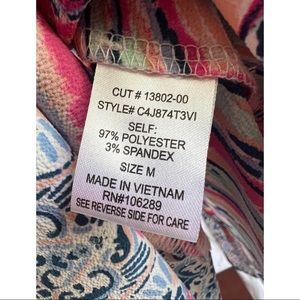 CUT # 13802-00
STYLE# C4J874T3VI
SELF:
97% POLYESTER
3% SPANDEX
SIZE M
MADE IN VIETNAM
RN#106289
SEE REVERSE SIDE FOR CARE